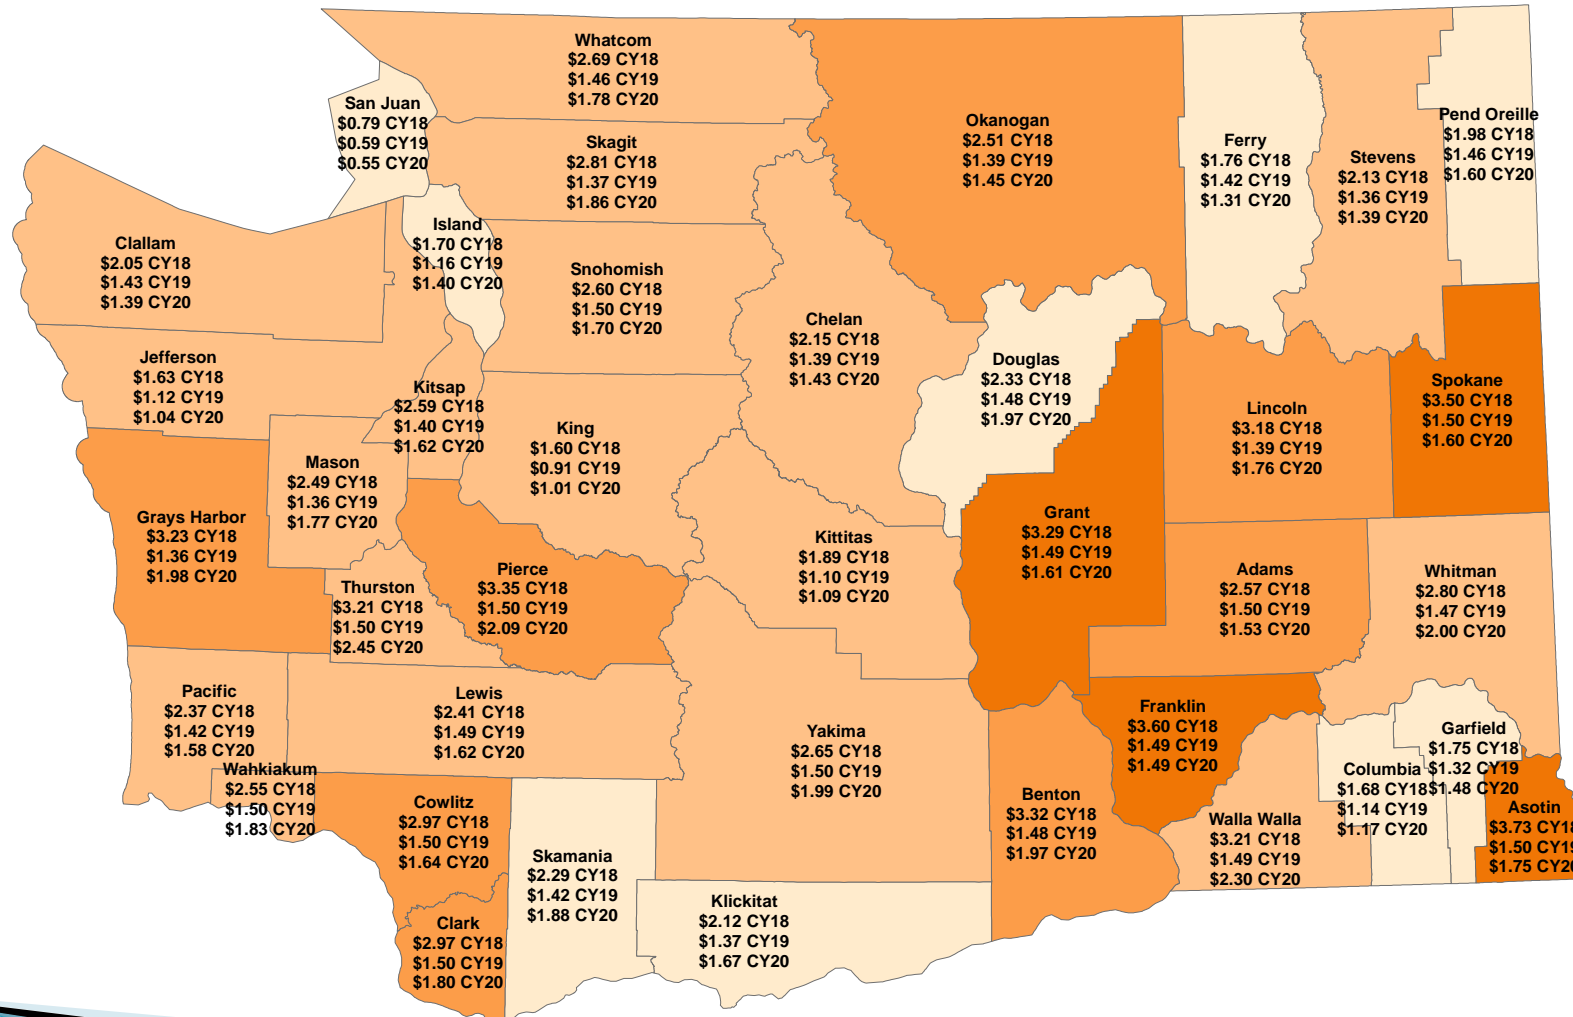 Whatcom
$2.69 CY18
$1.46 CY19
$1.78 CY20
San Juan
$0.79 CY18
$0.59 CY19
$0.55 CY20
Skagit
$2.81 CY18
$1.37 CY19
$1.86 CY20
Okanogan
$2.51 CY18
$1.39 CY19
$1.45 CY20
Ferry
$1.76 CY18
$1.42 CY19
$1.31 CY20
Stevens
$2.13 CY18
$1.36 CY19
$1.39 CY20
Pend Oreille
$1.98 CY18
$1.46 CY19
$1.60 CY20
Clallam
$2.05 CY18
$1.43 CY19
$1.39 CY20
Island
$1.70 CY18
$1.16 CY19
$1.40 CY20
Snohomish
$2.60 CY18
$1.50 CY19
$1.70 CY20
Chelan
$2.15 CY18
$1.39 CY19
$1.43 CY20
Douglas
$2.33 CY18
$1.48 CY19
$1.97 CY20
Jefferson
$1.63 CY18
$1.12 CY19
$1.04 CY20
Kitsap
$2.59 CY18
$1.40 CY19
$1.62 CY20
King
$1.60 CY18
$0.91 CY19
$1.01 CY20
Lincoln
$3.18 CY18
$1.39 CY19
$1.76 CY20
Spokane
$3.50 CY18
$1.50 CY19
$1.60 CY20
Mason
$2.49 CY18
$1.36 CY19
$1.77 CY20
Grays Harbor
$3.23 CY18
$1.36 CY19
$1.98 CY20
Thurston
$3.21 CY18
$1.50 CY19
$2.45 CY20
Pierce
$3.35 CY18
$1.50 CY19
$2.09 CY20
Kittitas
$1.89 CY18
$1.10 CY19
$1.09 CY20
Grant
$3.29 CY18
$1.49 CY19
$1.61 CY20
Adams
$2.57 CY18
$1.50 CY19
$1.53 CY20
Whitman
$2.80 CY18
$1.47 CY19
$2.00 CY20
Pacific
$2.37 CY18
$1.42 CY19
$1.58 CY20
Lewis
$2.41 CY18
$1.49 CY19
$1.62 CY20
Yakima
$2.65 CY18
$1.50 CY19
$1.99 CY20
Franklin
$3.60 CY18
$1.49 CY19
$1.49 CY20
Garfield
$1.75 CY18
$1.32 CY19
$1.48 CY20
Wahkiakum
$2.55 CY18
$1.50 CY19
$1.83 CY20
Cowlitz
$2.97 CY18
$1.50 CY19
$1.64 CY20
Benton
$3.32 CY18
$1.48 CY19
$1.97 CY20
Walla Walla
$3.21 CY18
$1.49 CY19
$2.30 CY20
Columbia
$1.68 CY18
$1.14 CY19
$1.17 CY20
Asotin
$3.73 CY18
$1.50 CY19
$1.75 CY20
Skamania
$2.29 CY18
$1.42 CY19
$1.88 CY20
Klickitat
$2.12 CY18
$1.37 CY19
$1.67 CY20
Clark
$2.97 CY18
$1.50 CY19
$1.80 CY20